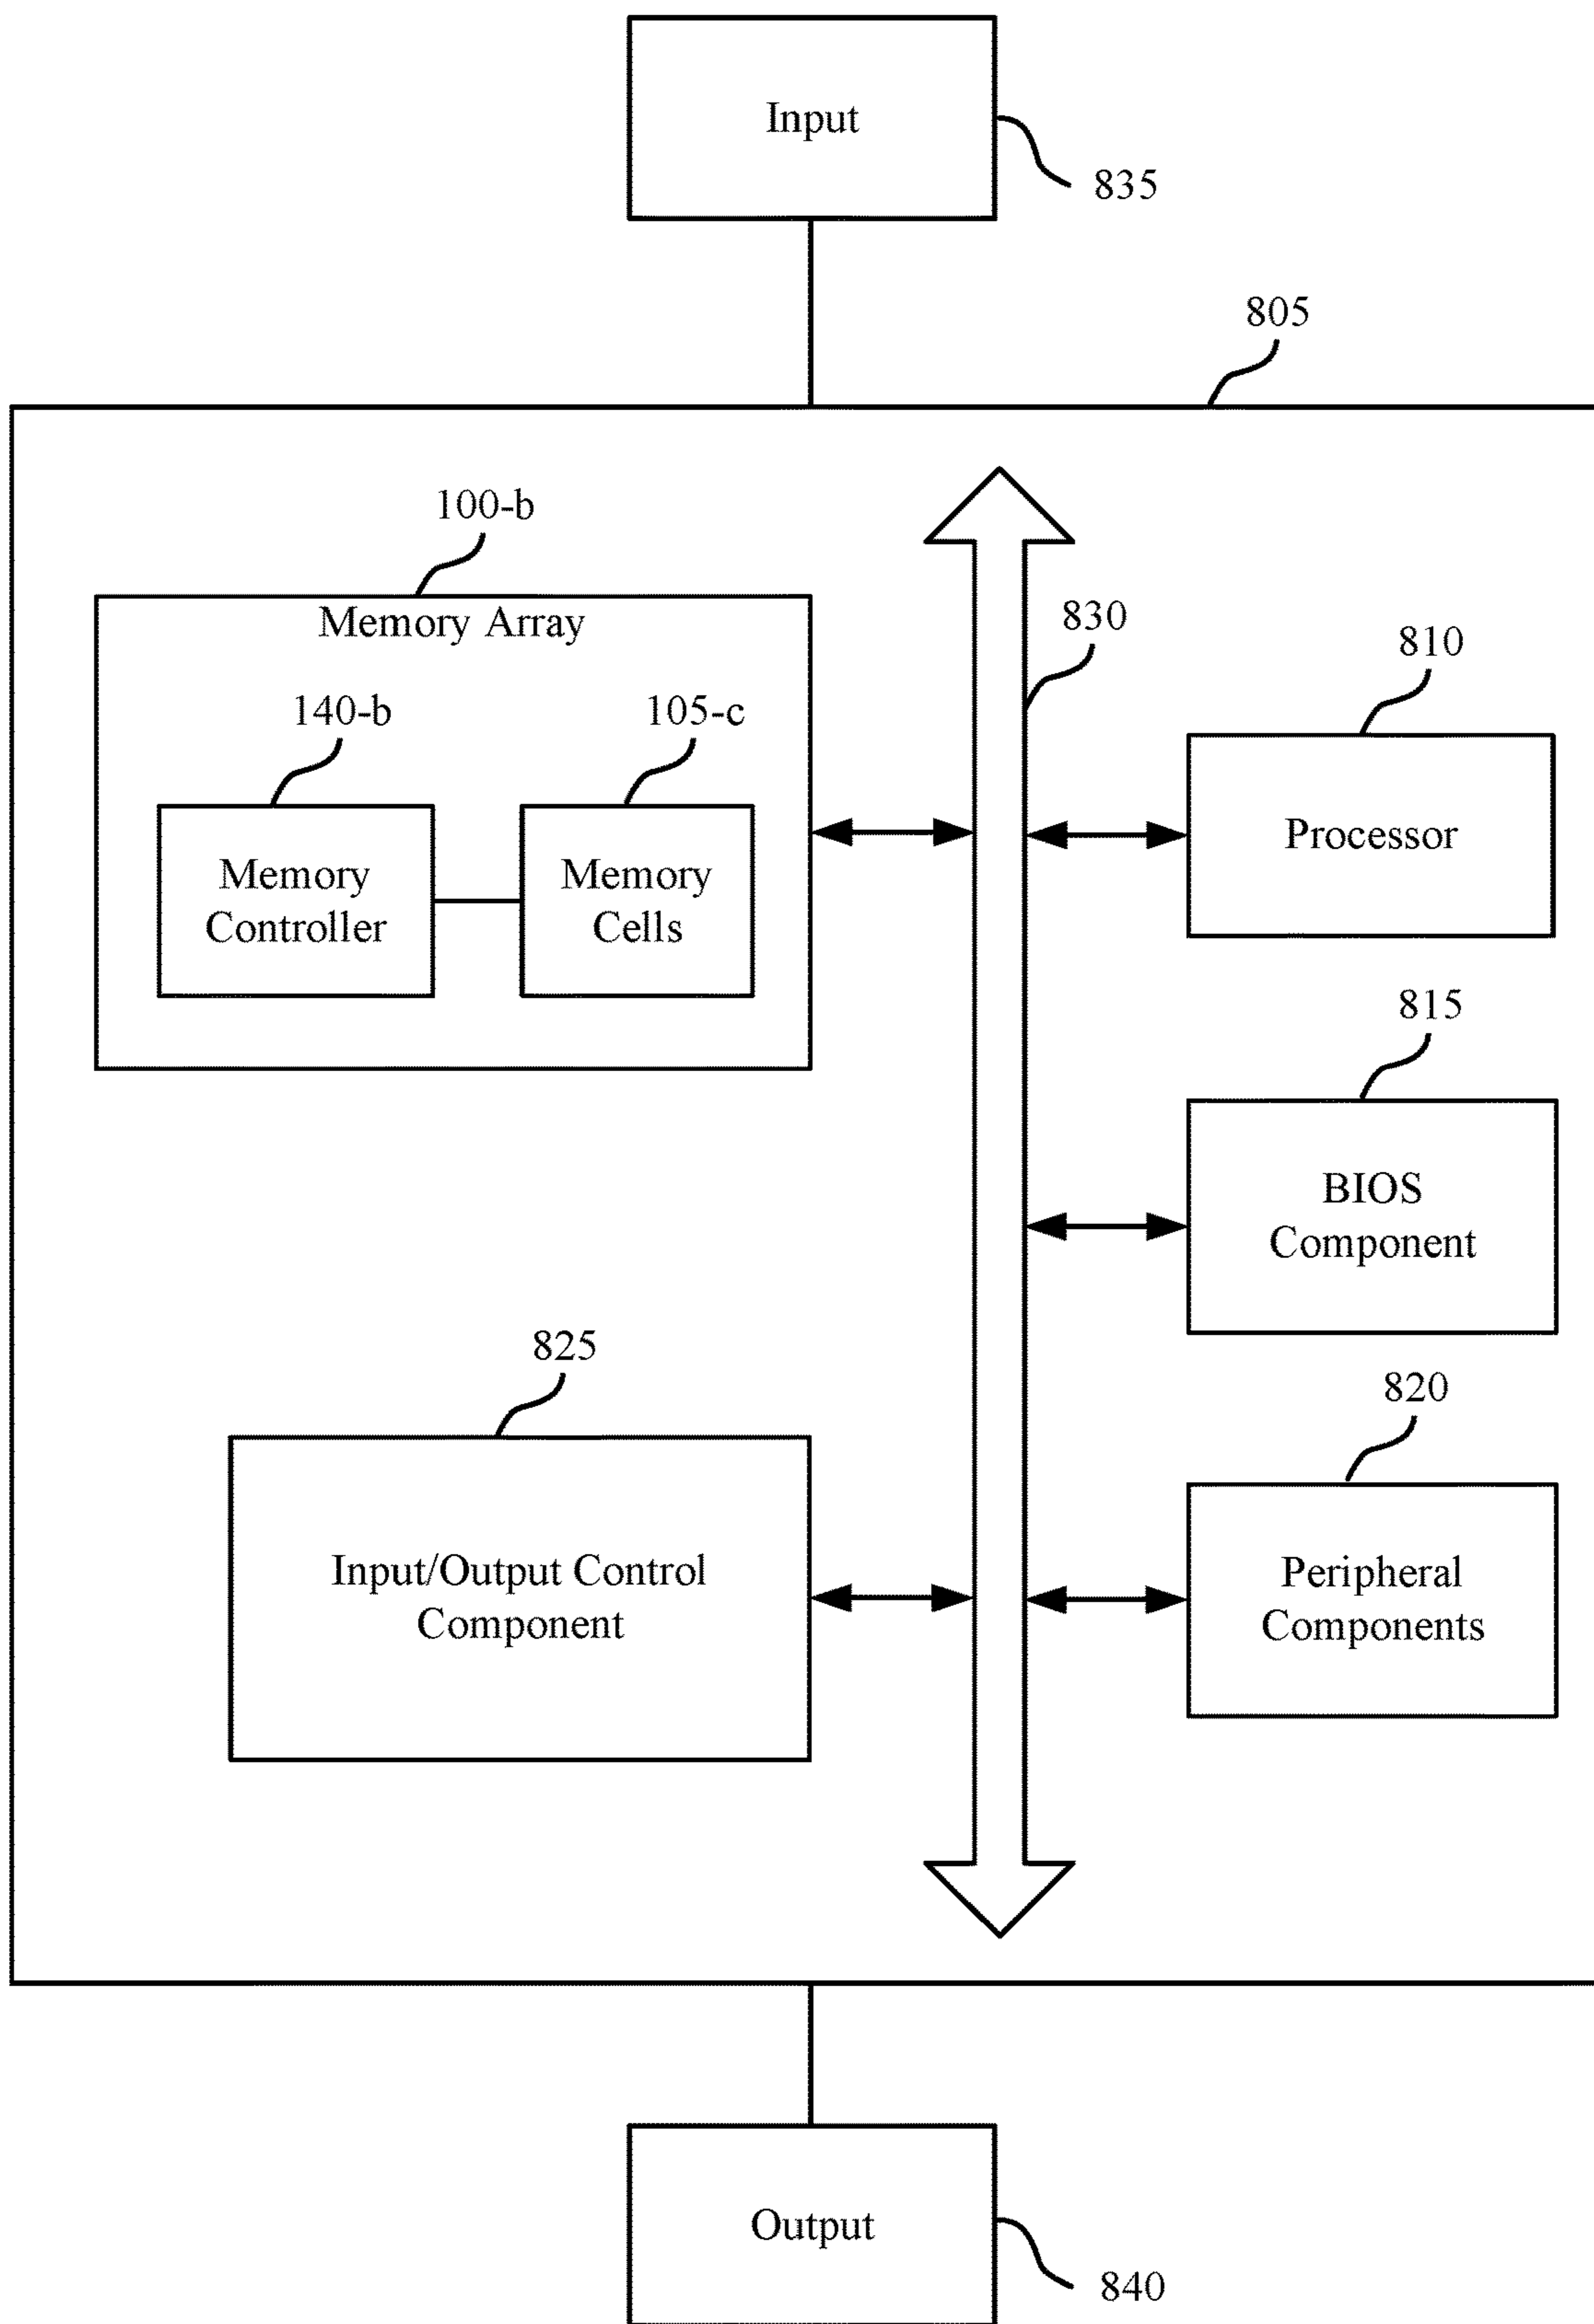 Input
835
805
100-b
Memory Array
830
810
140-b
105-c
Processor
Memory
Controller
Memory
Cells
815
BIOS
Component
825
820
Input/Output Control
Component
Peripheral
Components
Output
840